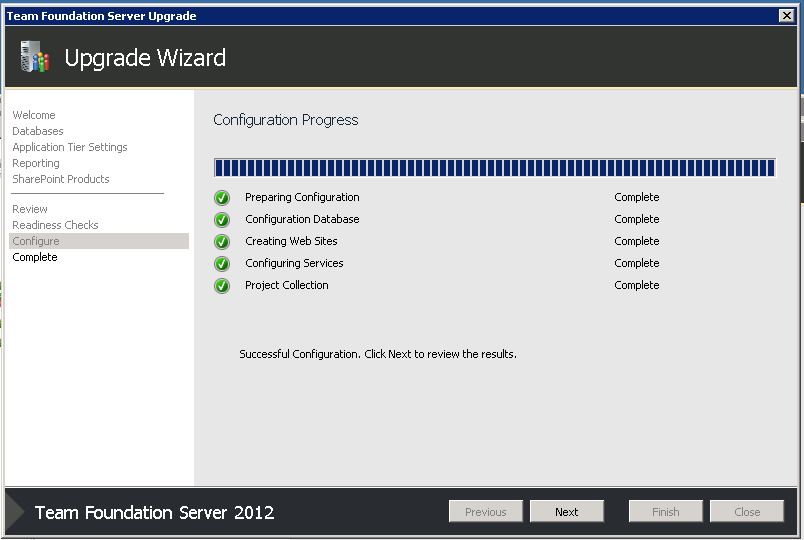 Team Foundation Server Upgrade
Upgrade Wizard
Welcome
Databases
Application Tier Settings
Reporting
SharePoint Products
Review
Readiness Checks
Configure
Complete
Configuration Progress
Preparing Configuration Complete
Configuration Database Complete
Creating Web Sites Complete
Configuring Services Complete
Project Collection Complete
Successful Configuration. Click Next to review the results.
Team Foundation Server 2012
Previous Next Finish Close